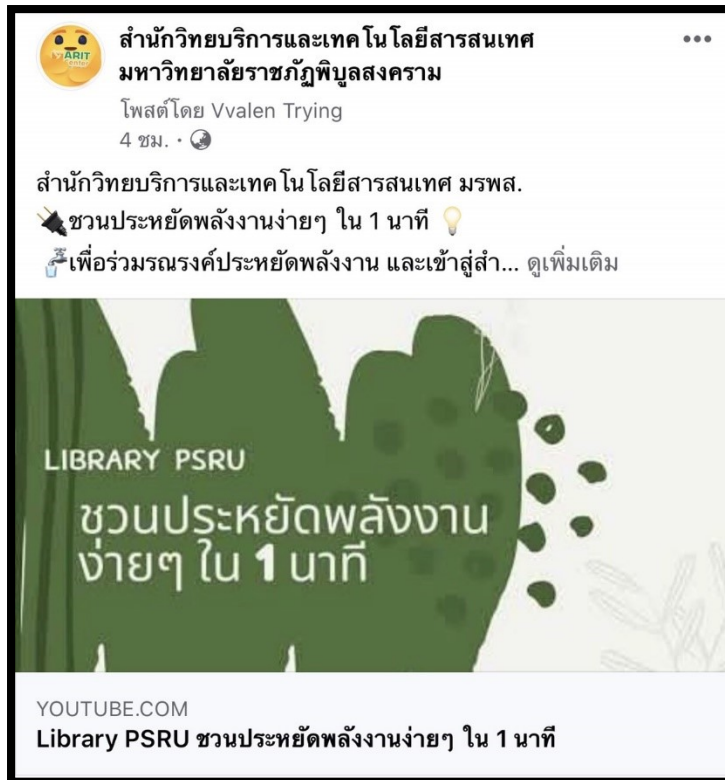 ARIT
สำนักวิทยบริการและเทคโนโลยีสารสนเทศ
มหาวิทยาลัยราชภัฏพิบูลสงคราม
โพสต์โดย Vvalen Trying
4 ชม. ·
สำนักวิทยบริการและเทคโนโลยีสารสนเทศ มรพส.
ชวนประหยัดพลังงานง่ายๆ ใน 1 นาที
เพื่อร่วมรณรงค์ประหยัดพลังงาน และเข้าสู่สำ... ดูเพิ่มเติม
LIBRARY PSRU
ชวนประหยัดพลังงาน
ง่ายๆ ใน 1 นาที
YOUTUBE.COM
Library PSRU ชวนประหยัดพลังงานง่ายๆ ใน 1 นาที